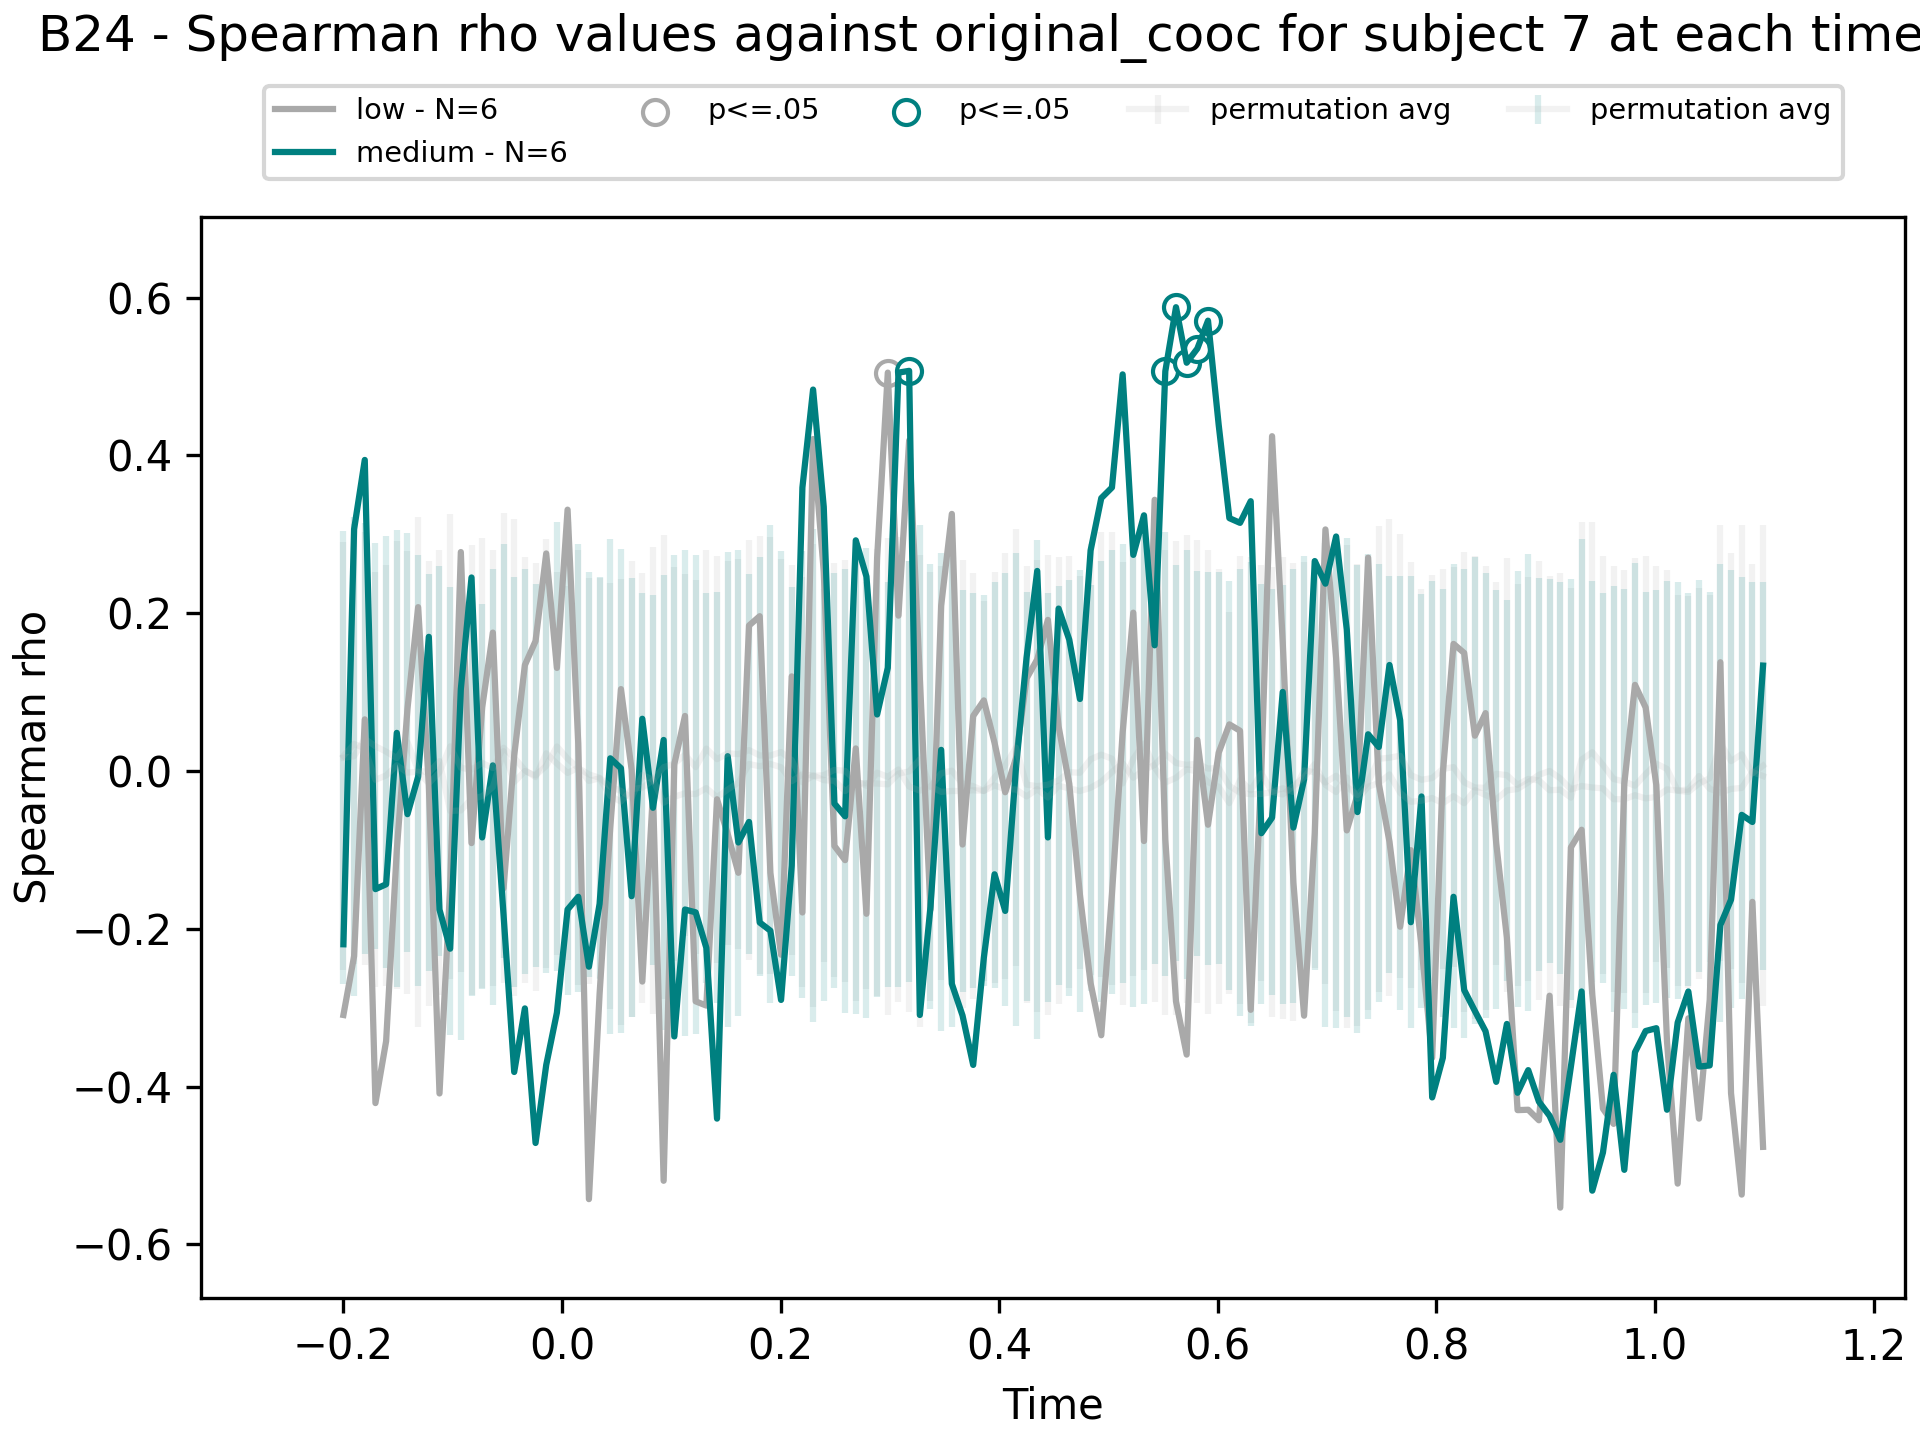 B24 - Spearman rho values against original_cooc for subject 7 at each time
low - N=6
medium - N=6
p<=.05
p<=.05
permutation avg
permutation avg
Spearman rho
0.6
0.4
0.2
0.0
−0.2
−0.4
−0.6
−0.2 0.0 0.2 0.4 0.6 0.8 1.0 1.2
Time